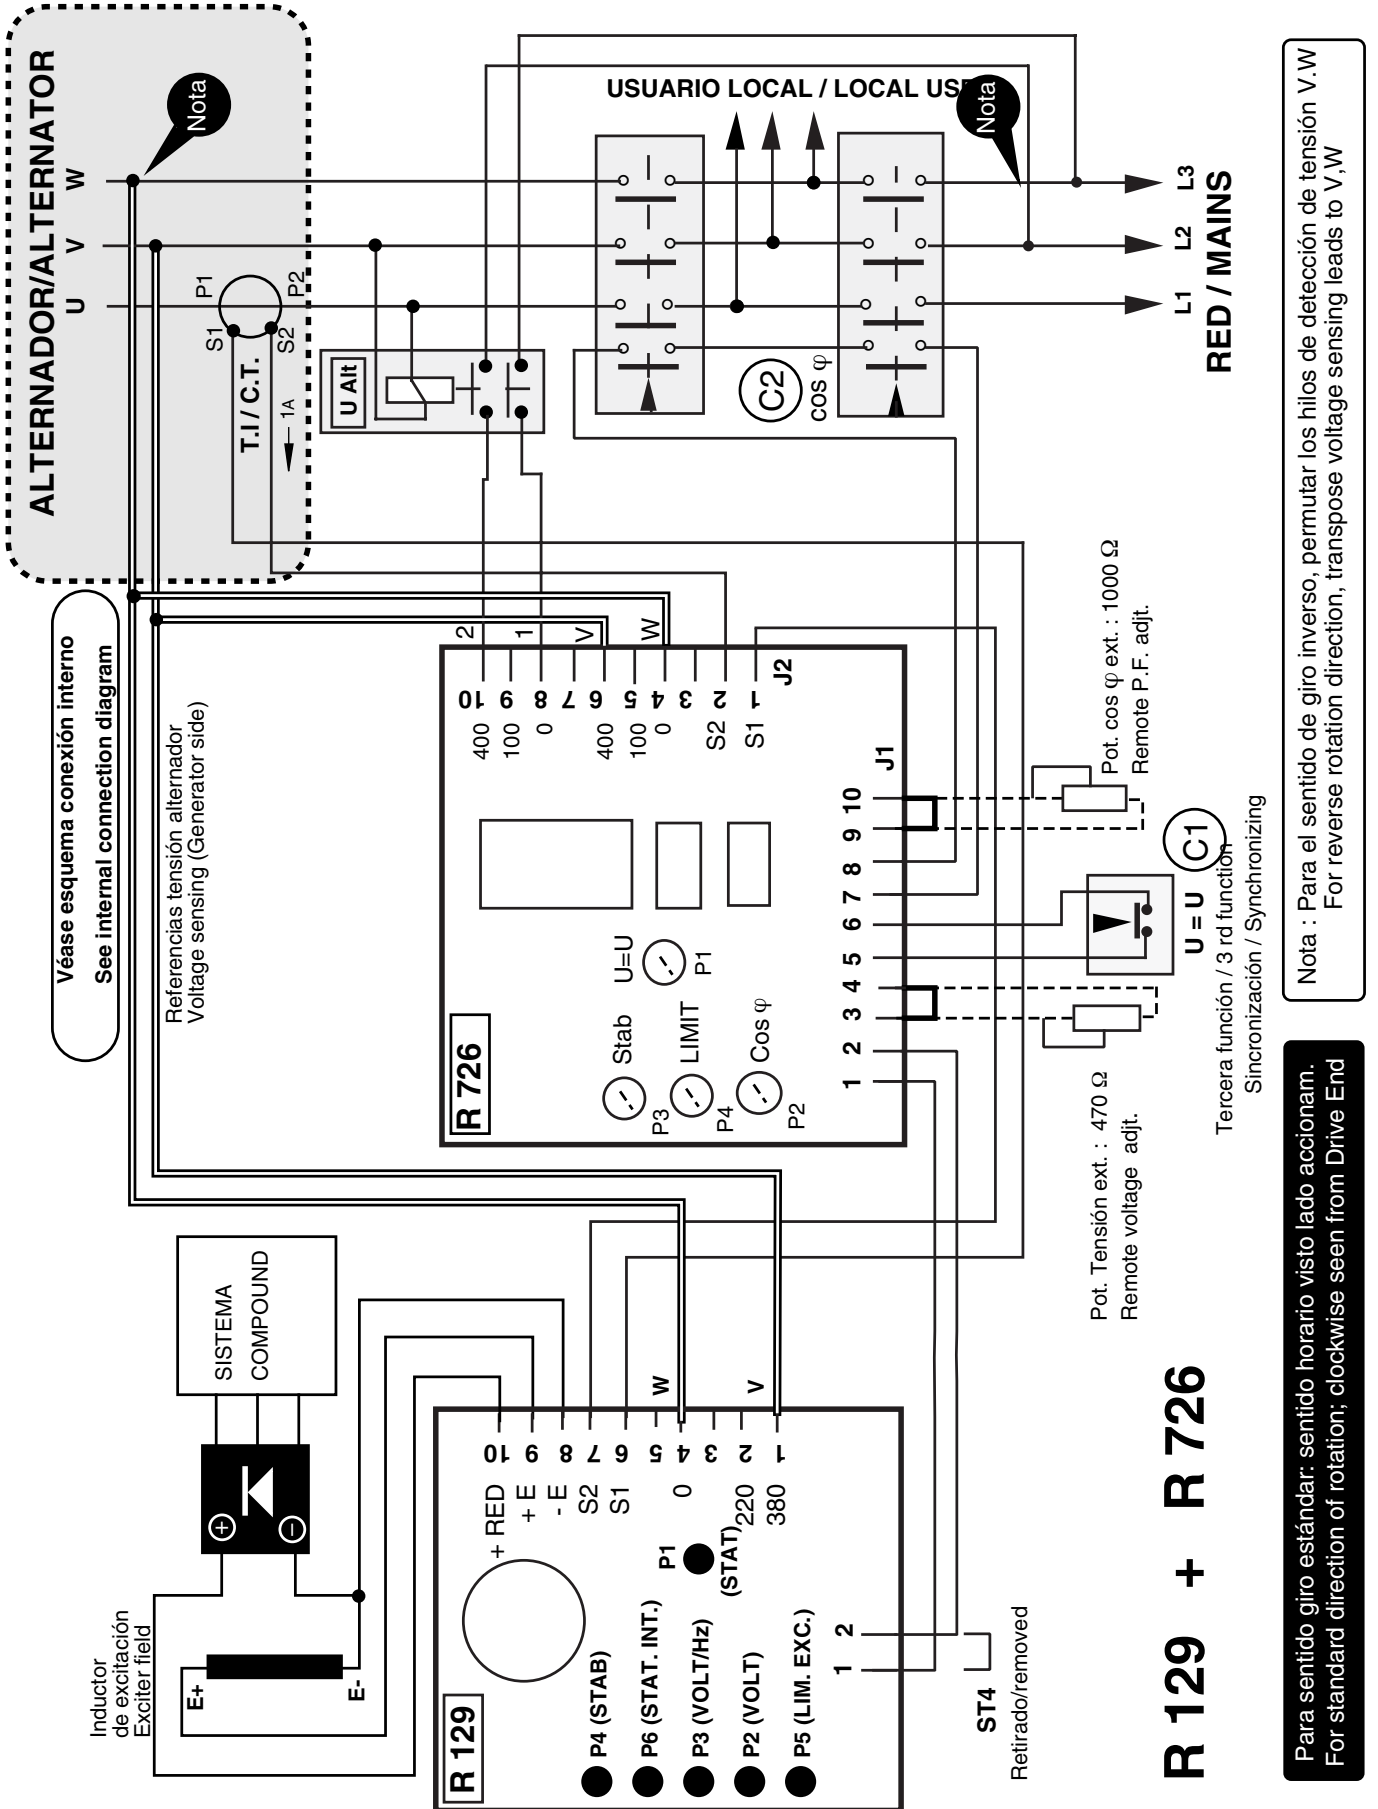 ALTERNADOR/ALTERNATOR
U
V
W
Nota
P1
P2
S1
S2
T.I / C.T.
1A
Véase esquema conexión interno
See internal connection diagram
Referencias tensión alternador
Voltage sensing (Generator side)
U Alt
USUARIO LOCAL / LOCAL USE
Nota
C2
cos φ
L1
L2
L3
RED / MAINS
SISTEMA
COMPOUND
+
−
Inductor
de excitación
Exciter field
E+
E-
R 726
2
1
V
W
10
9
8
7
6
5
4
3
2
1
J2
400
100
0
400
100
0
S2
S1
U=U
P1
Stab
P3
LIMIT
P4
Cos φ
P2
J1
1
2
3
4
5
6
7
8
9
10
Pot. cos φ ext. : 1000 Ω
Remote P.F. adjt.
C1
U = U
Tercera función / 3 rd function
Sincronización / Synchronizing
Pot. Tensión ext. : 470 Ω
Remote voltage adjt.
R 129
10
9
8
7
6
5
4
3
2
1
W
V
+ RED
+ E
- E
S2
S1
0
220
380
P1
(STAT)
P4 (STAB)
P6 (STAT. INT.)
P3 (VOLT/Hz)
P2 (VOLT)
P5 (LIM. EXC.)
1
2
ST4
Retirado/removed
R 129 + R 726
Para sentido giro estándar: sentido horario visto lado accionam.
For standard direction of rotation; clockwise seen from Drive End
Nota : Para el sentido de giro inverso, permutar los hilos de detección de tensión V.W
For reverse rotation direction, transpose voltage sensing leads to V,W